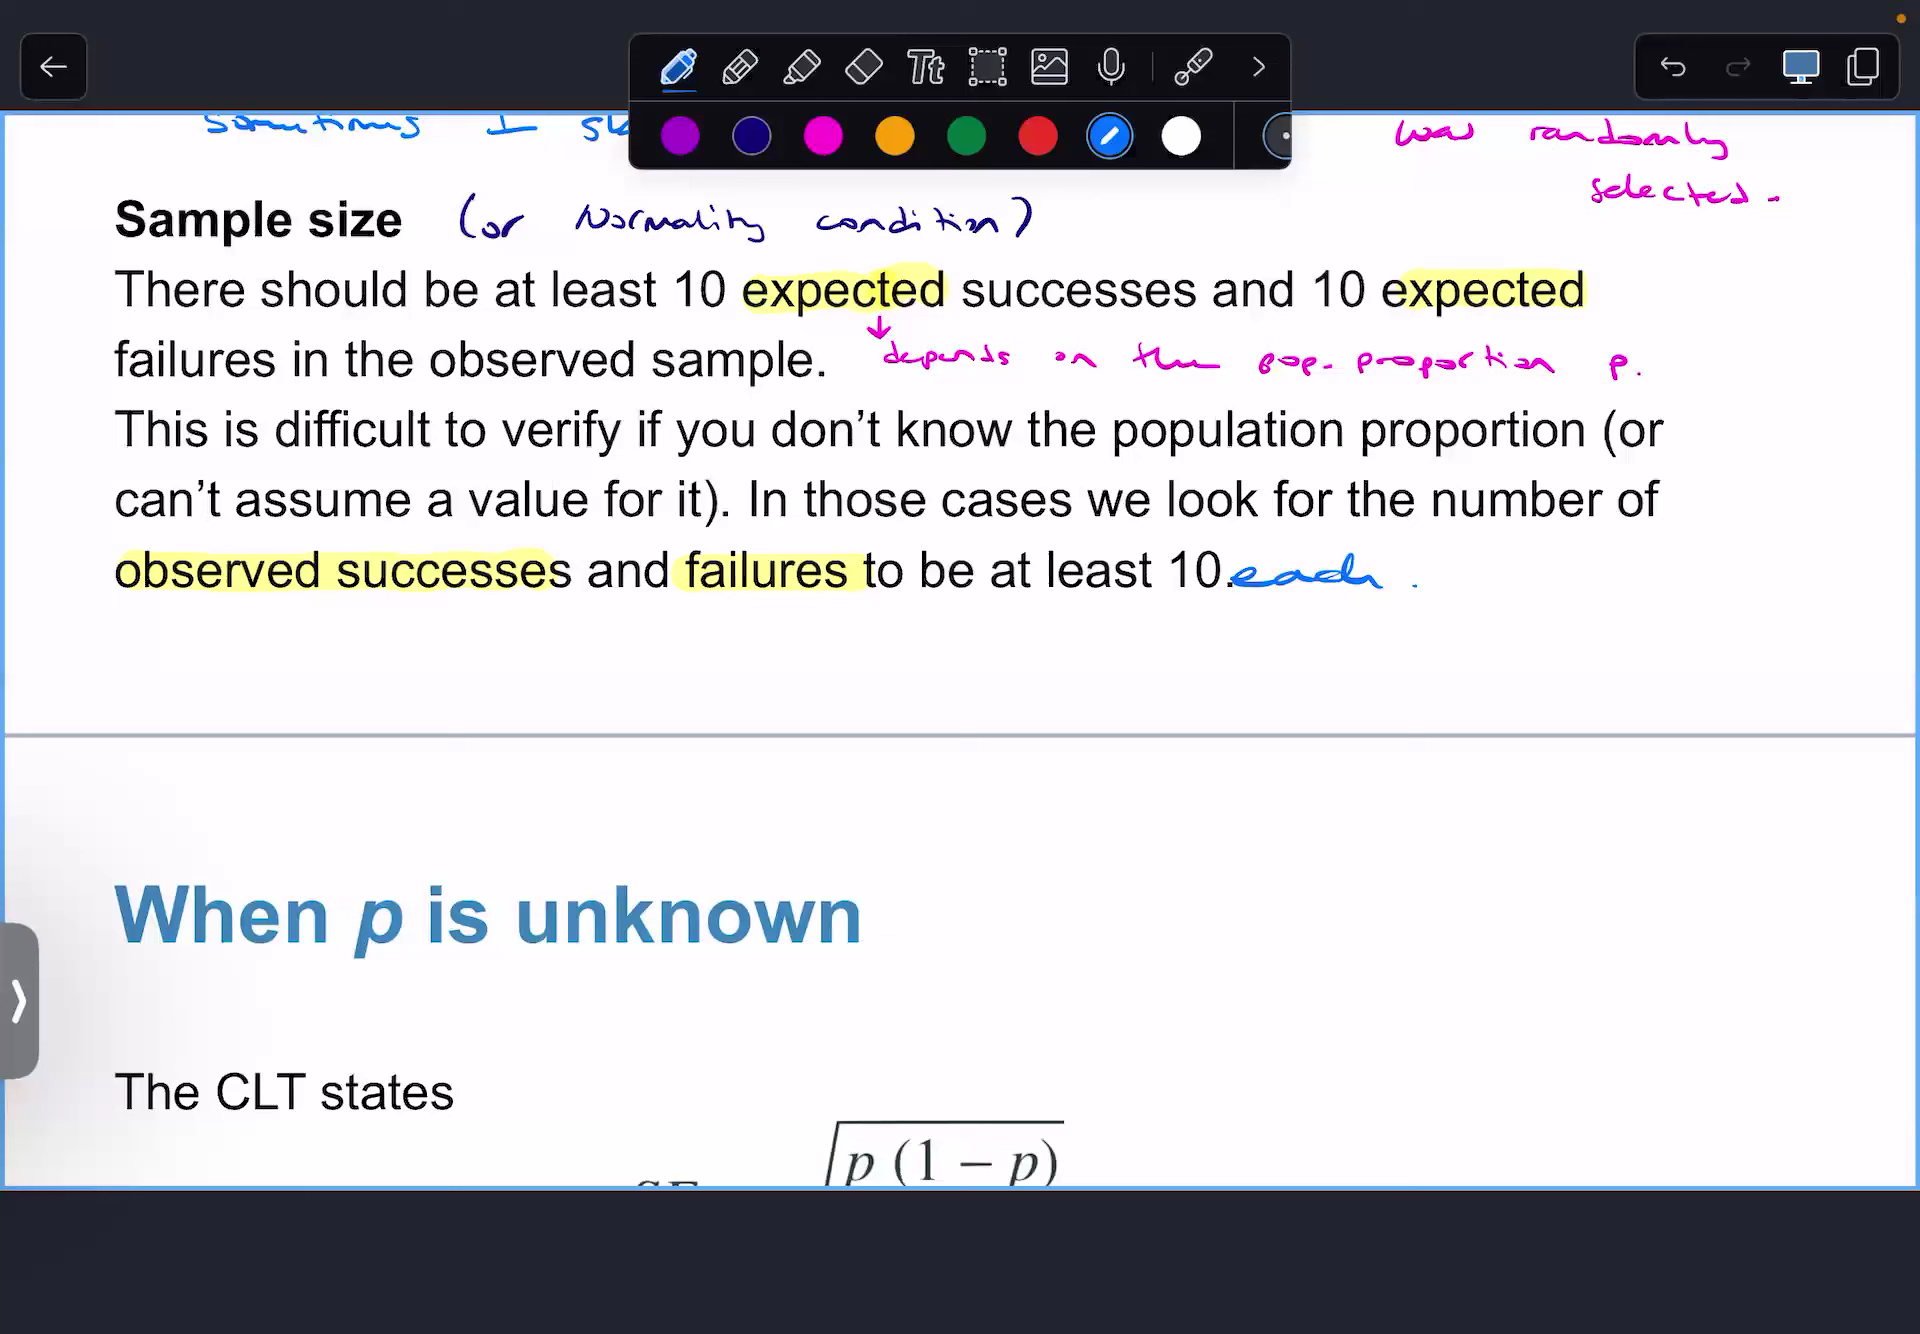 Tt
sometimes I
was randomly
selected.
Sample size (or Normality condition)
There should be at least 10 expected successes and 10 expected
failures in the observed sample. ↓ depends on the pop. proportion p.
This is difficult to verify if you don’t know the population proportion (or
can’t assume a value for it). In those cases we look for the number of
observed successes and failures to be at least 10. each.
When p is unknown
The CLT states
p (1 − p)